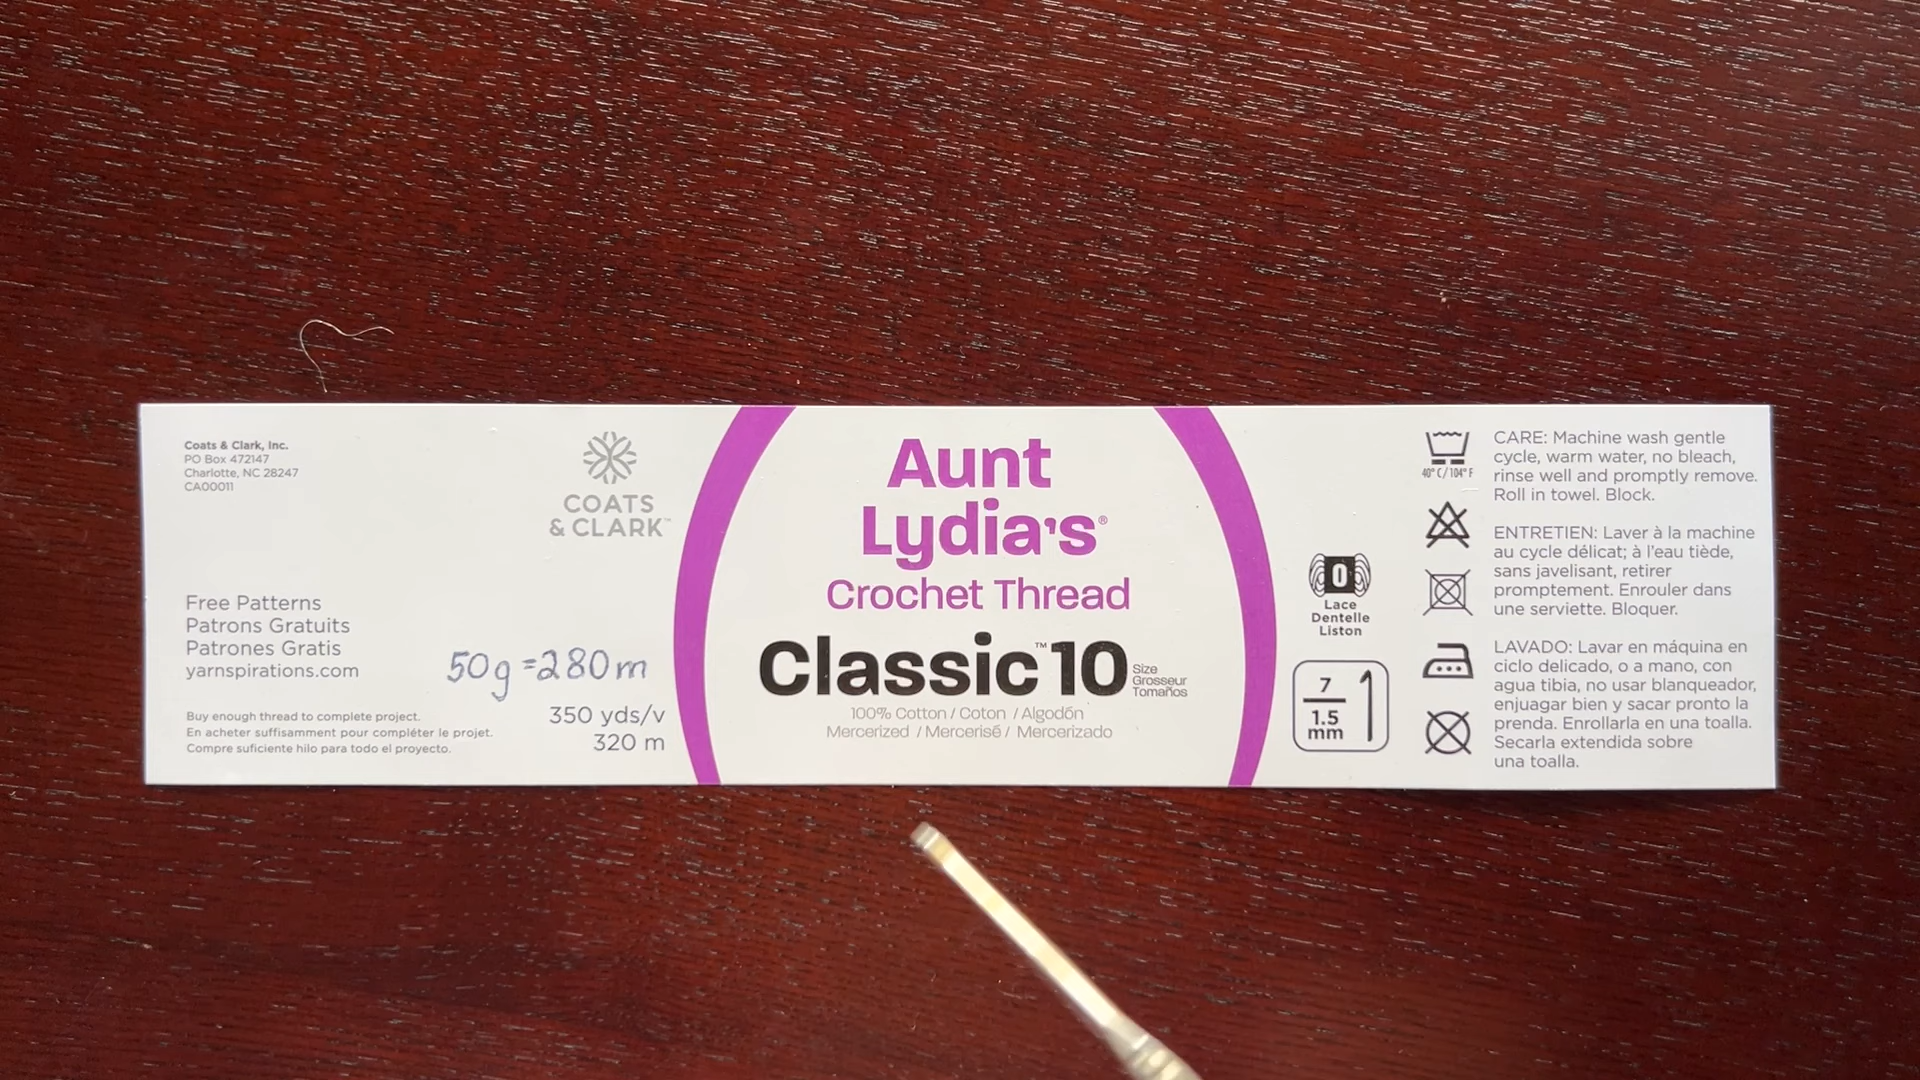 Coats & Clark, Inc.
PO Box 472147
Charlotte, NC 28247
CA00011
COATS
& CLARK™
Free Patterns
Patrons Gratuits
Patrones Gratis
yarnspirations.com
50g = 280m
Buy enough thread to complete project.
En acheter suffisamment pour compléter le projet.
Compre suficiente hilo para todo el proyecto.
350 yds/v
320 m
Aunt
Lydia's®
Crochet Thread
Classic™ 10
Size
Grosseur
Tomaños
100% Cotton / Coton / Algodón
Mercerized / Mercerisé / Mercerizado
0
Lace
Dentelle
Liston
7
1.5
mm
40° C / 104° F
CARE: Machine wash gentle
cycle, warm water, no bleach,
rinse well and promptly remove.
Roll in towel. Block.
ENTRETIEN: Laver à la machine
au cycle délicat; à l'eau tiède,
sans javelisant, retirer
promptement. Enrouler dans
une serviette. Bloquer.
LAVADO: Lavar en máquina en
ciclo delicado, o a mano, con
agua tibia, no usar blanqueador,
enjuagar bien y sacar pronto la
prenda. Enrollarla en una toalla.
Secarla extendida sobre
una toalla.